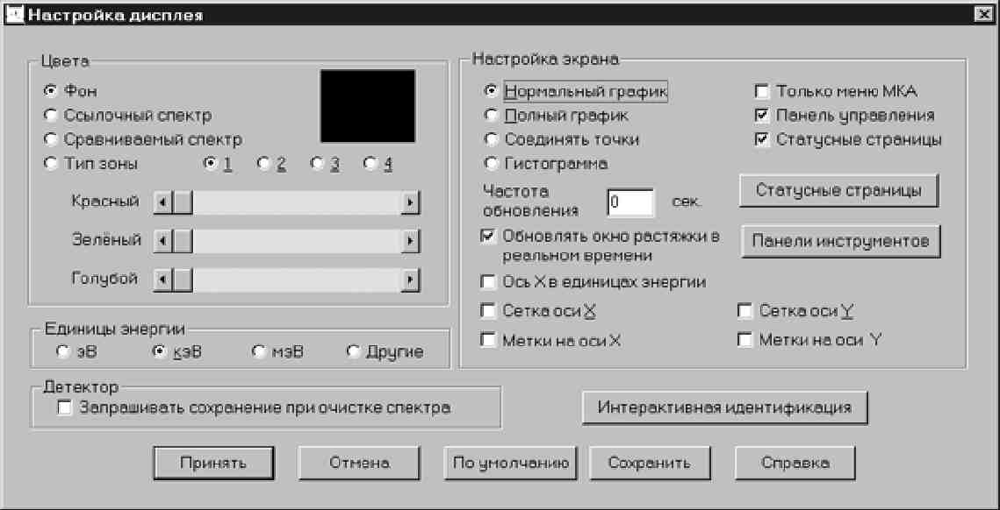 Настройка дисплея
Цвета
Фон
Ссылочный спектр
Сравниваемый спектр
Тип зоны 1 2 3 4
Красный
Зелёный
Голубой
Единицы энергии
эВ кэВ мэВ Другие
Детектор
Запрашивать сохранение при очистке спектра
Настройка экрана
Нормальный график
Полный график
Соединять точки
Гистограмма
Только меню МКА
Панель управления
Статусные страницы
Частота
обновления 0 сек.
Статусные страницы
Обновлять окно растяжки в
реальном времени
Панели инструментов
Ось X в единицах энергии
Сетка оси X Сетка оси Y
Метки на оси X Метки на оси Y
Интерактивная идентификация
Принять Отмена По умолчанию Сохранить Справка